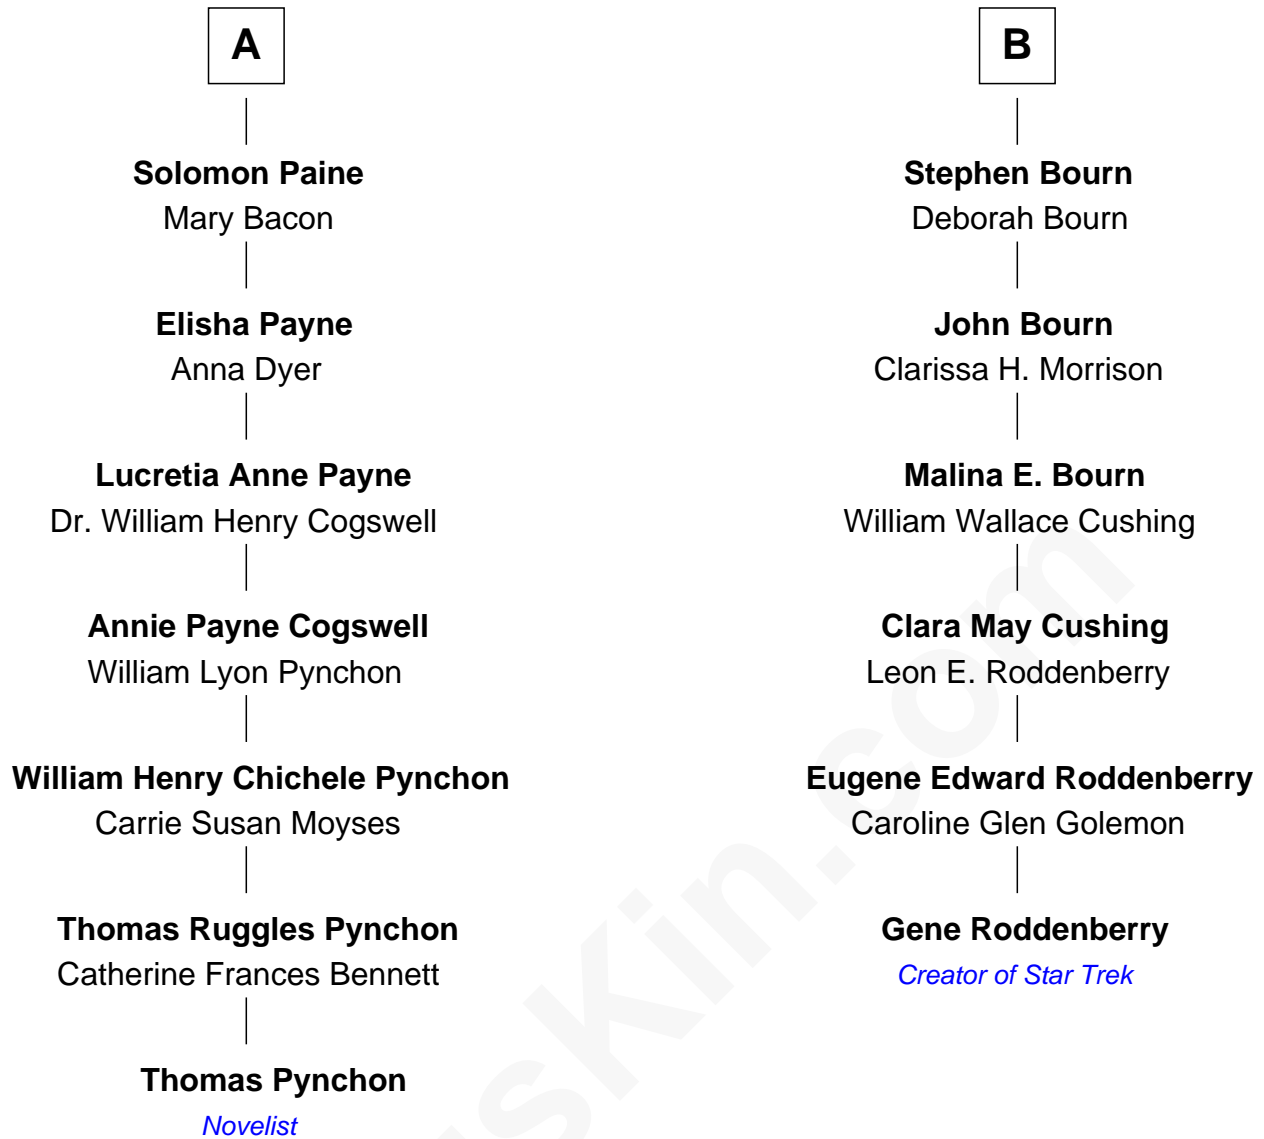 A
Solomon Paine
Mary Bacon
Elisha Payne
Anna Dyer
Lucretia Anne Payne
Dr. William Henry Cogswell
Annie Payne Cogswell
William Lyon Pynchon
William Henry Chichele Pynchon
Carrie Susan Moyses
Thomas Ruggles Pynchon
Catherine Frances Bennett
Thomas Pynchon
Novelist
B
Stephen Bourn
Deborah Bourn
John Bourn
Clarissa H. Morrison
Malina E. Bourn
William Wallace Cushing
Clara May Cushing
Leon E. Roddenberry
Eugene Edward Roddenberry
Caroline Glen Golemon
Gene Roddenberry
Creator of Star Trek